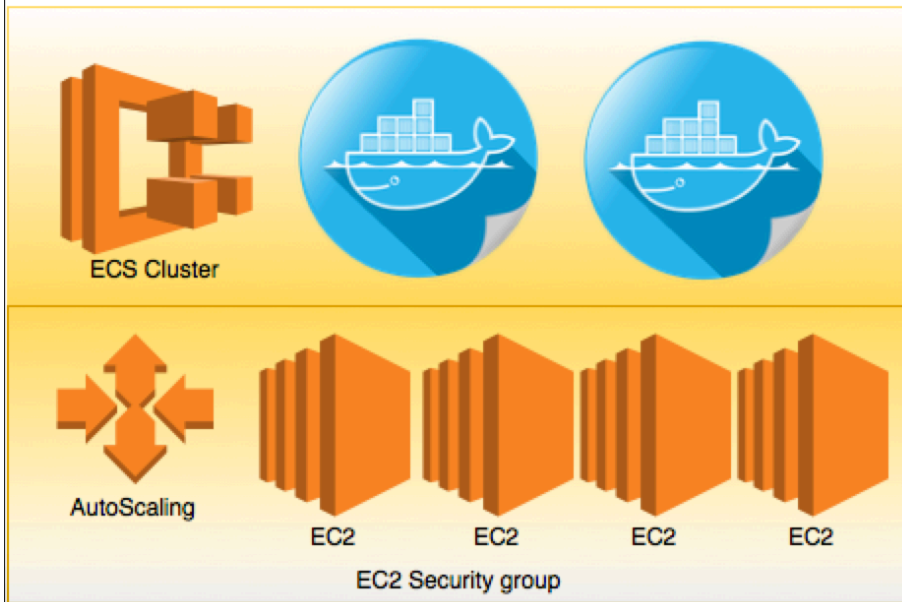 ECS Cluster
AutoScaling
EC2
EC2
EC2
EC2
EC2 Security group